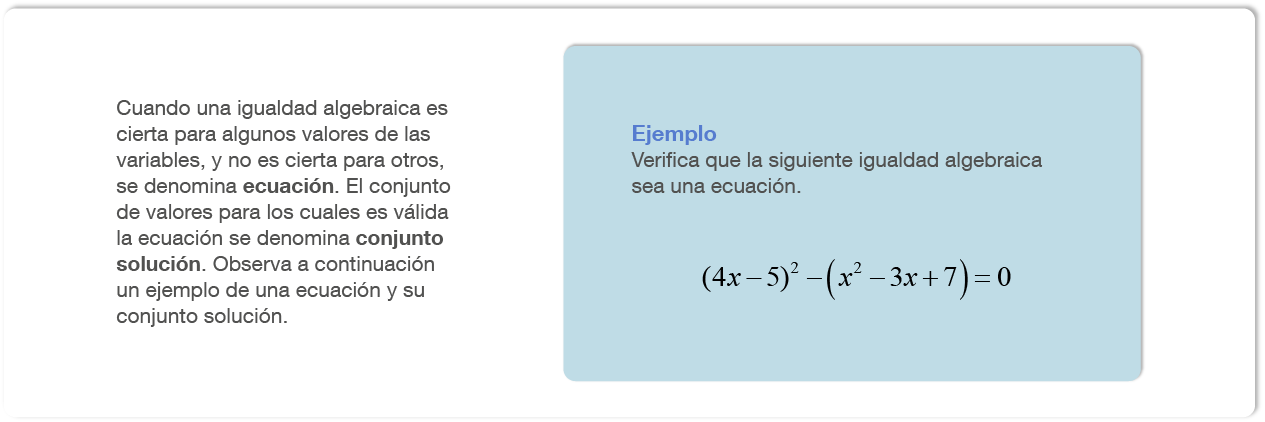 Cuando una igualdad algebraica es
cierta para algunos valores de las
variables, y no es cierta para otros,
se denomina ecuación. El conjunto
de valores para los cuales es válida
la ecuación se denomina conjunto
solución. Observa a continuación
un ejemplo de una ecuación y su
conjunto solución.
Ejemplo
Verifica que la siguiente igualdad algebraica
sea una ecuación.
(4x − 5)² − (x² − 3x + 7) = 0